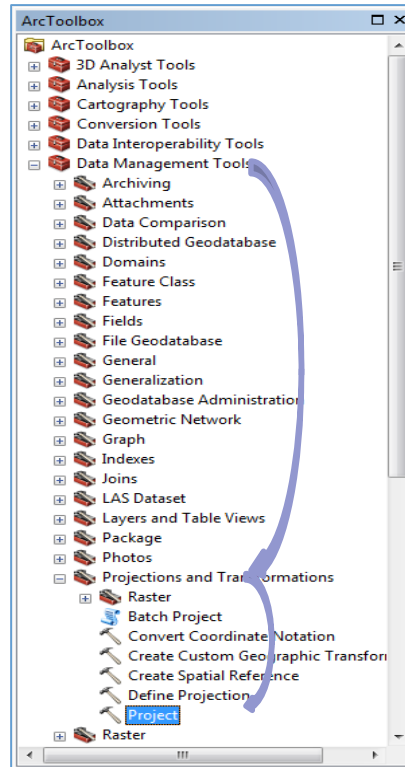 ArcToolbox
ArcToolbox
3D Analyst Tools
Analysis Tools
Cartography Tools
Conversion Tools
Data Interoperability Tools
Data Management Tools
Archiving
Attachments
Data Comparison
Distributed Geodatabase
Domains
Feature Class
Features
Fields
File Geodatabase
General
Generalization
Geodatabase Administration
Geometric Network
Graph
Indexes
Joins
LAS Dataset
Layers and Table Views
Package
Photos
Projections and Transformations
Raster
Batch Project
Convert Coordinate Notation
Create Custom Geographic Transfor
Create Spatial Reference
Define Projection
Project
Raster